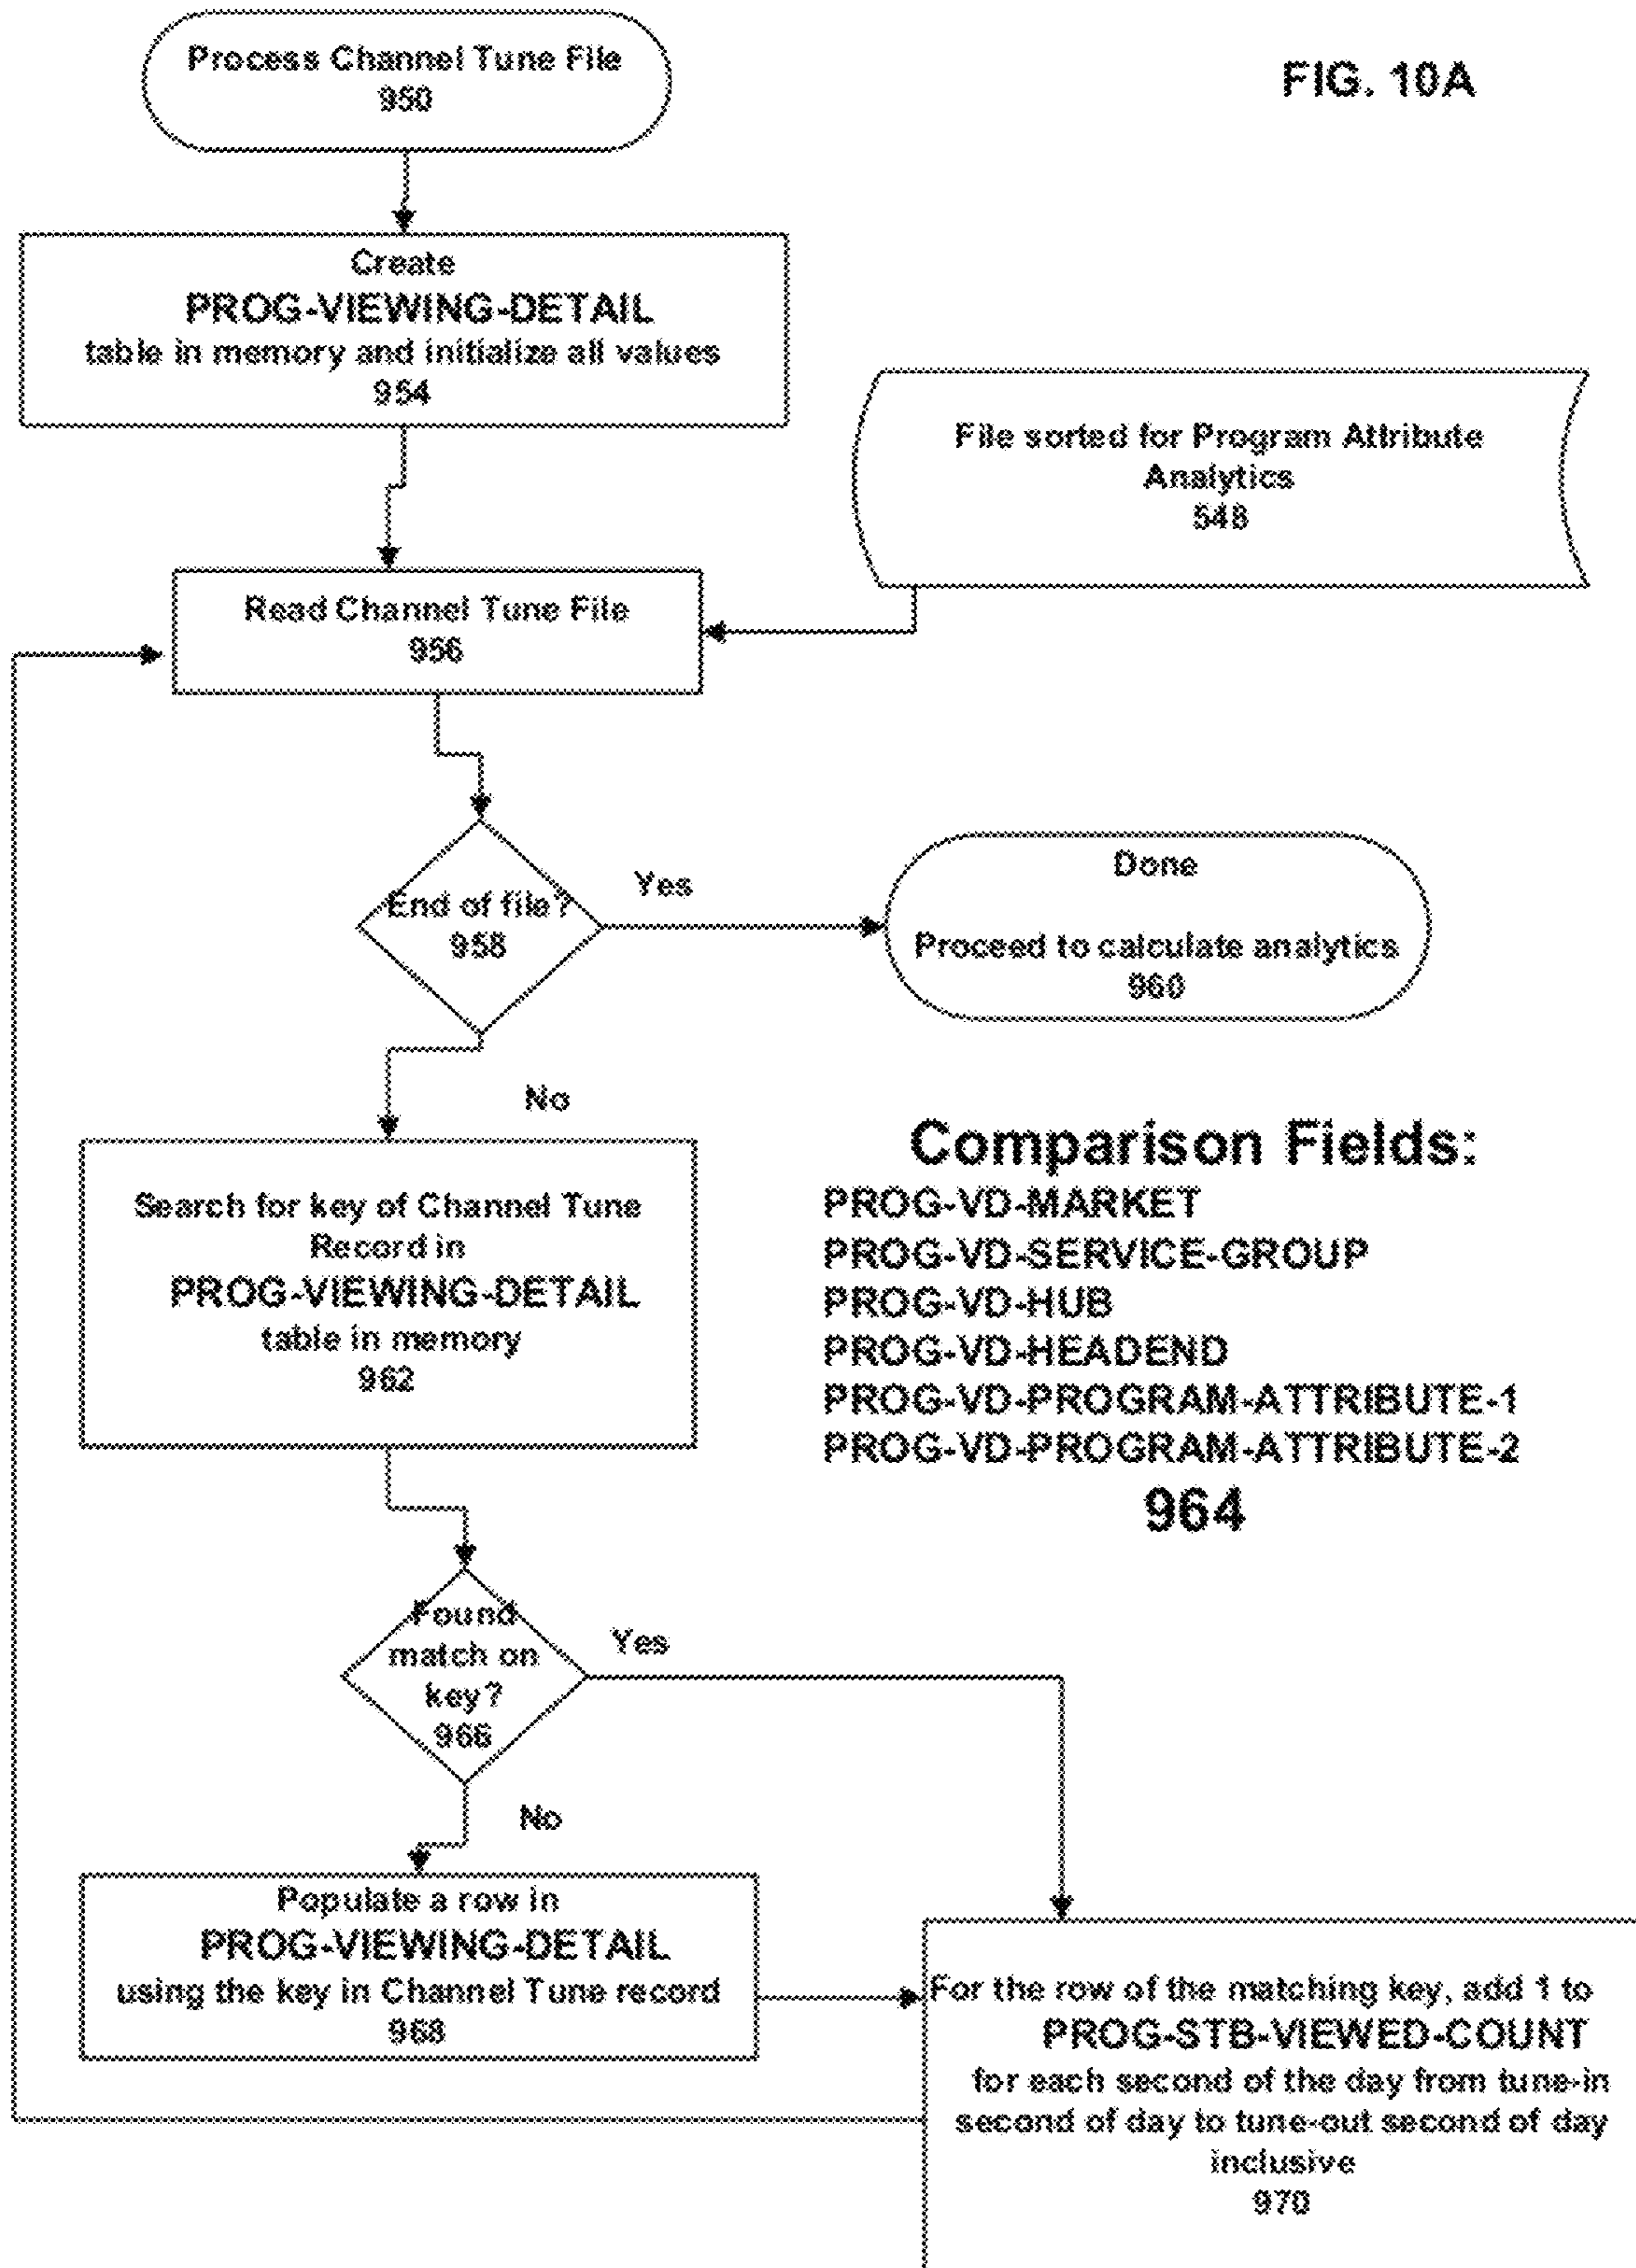 FIG. 10A
Process Channel Tune File
950
Create
PROG-VIEWING-DETAIL
table in memory and initialize all values
954
File sorted for Program Attribute
Analytics
548
Read Channel Tune File
956
End of file?
958
Yes
Done
Proceed to calculate analytics
960
No
Search for key of Channel Tune
Record in
PROG-VIEWING-DETAIL
table in memory
962
Comparison Fields:
PROG-VD-MARKET
PROG-VD-SERVICE-GROUP
PROG-VD-HUB
PROG-VD-HEADEND
PROG-VD-PROGRAM-ATTRIBUTE-1
PROG-VD-PROGRAM-ATTRIBUTE-2
964
Found
match on
key?
966
Yes
No
Populate a row in
PROG-VIEWING-DETAIL
using the key in Channel Tune record
968
For the row of the matching key, add 1 to
PROG-STB-VIEWED-COUNT
for each second of the day from tune-in
second of day to tune-out second of day
inclusive
970